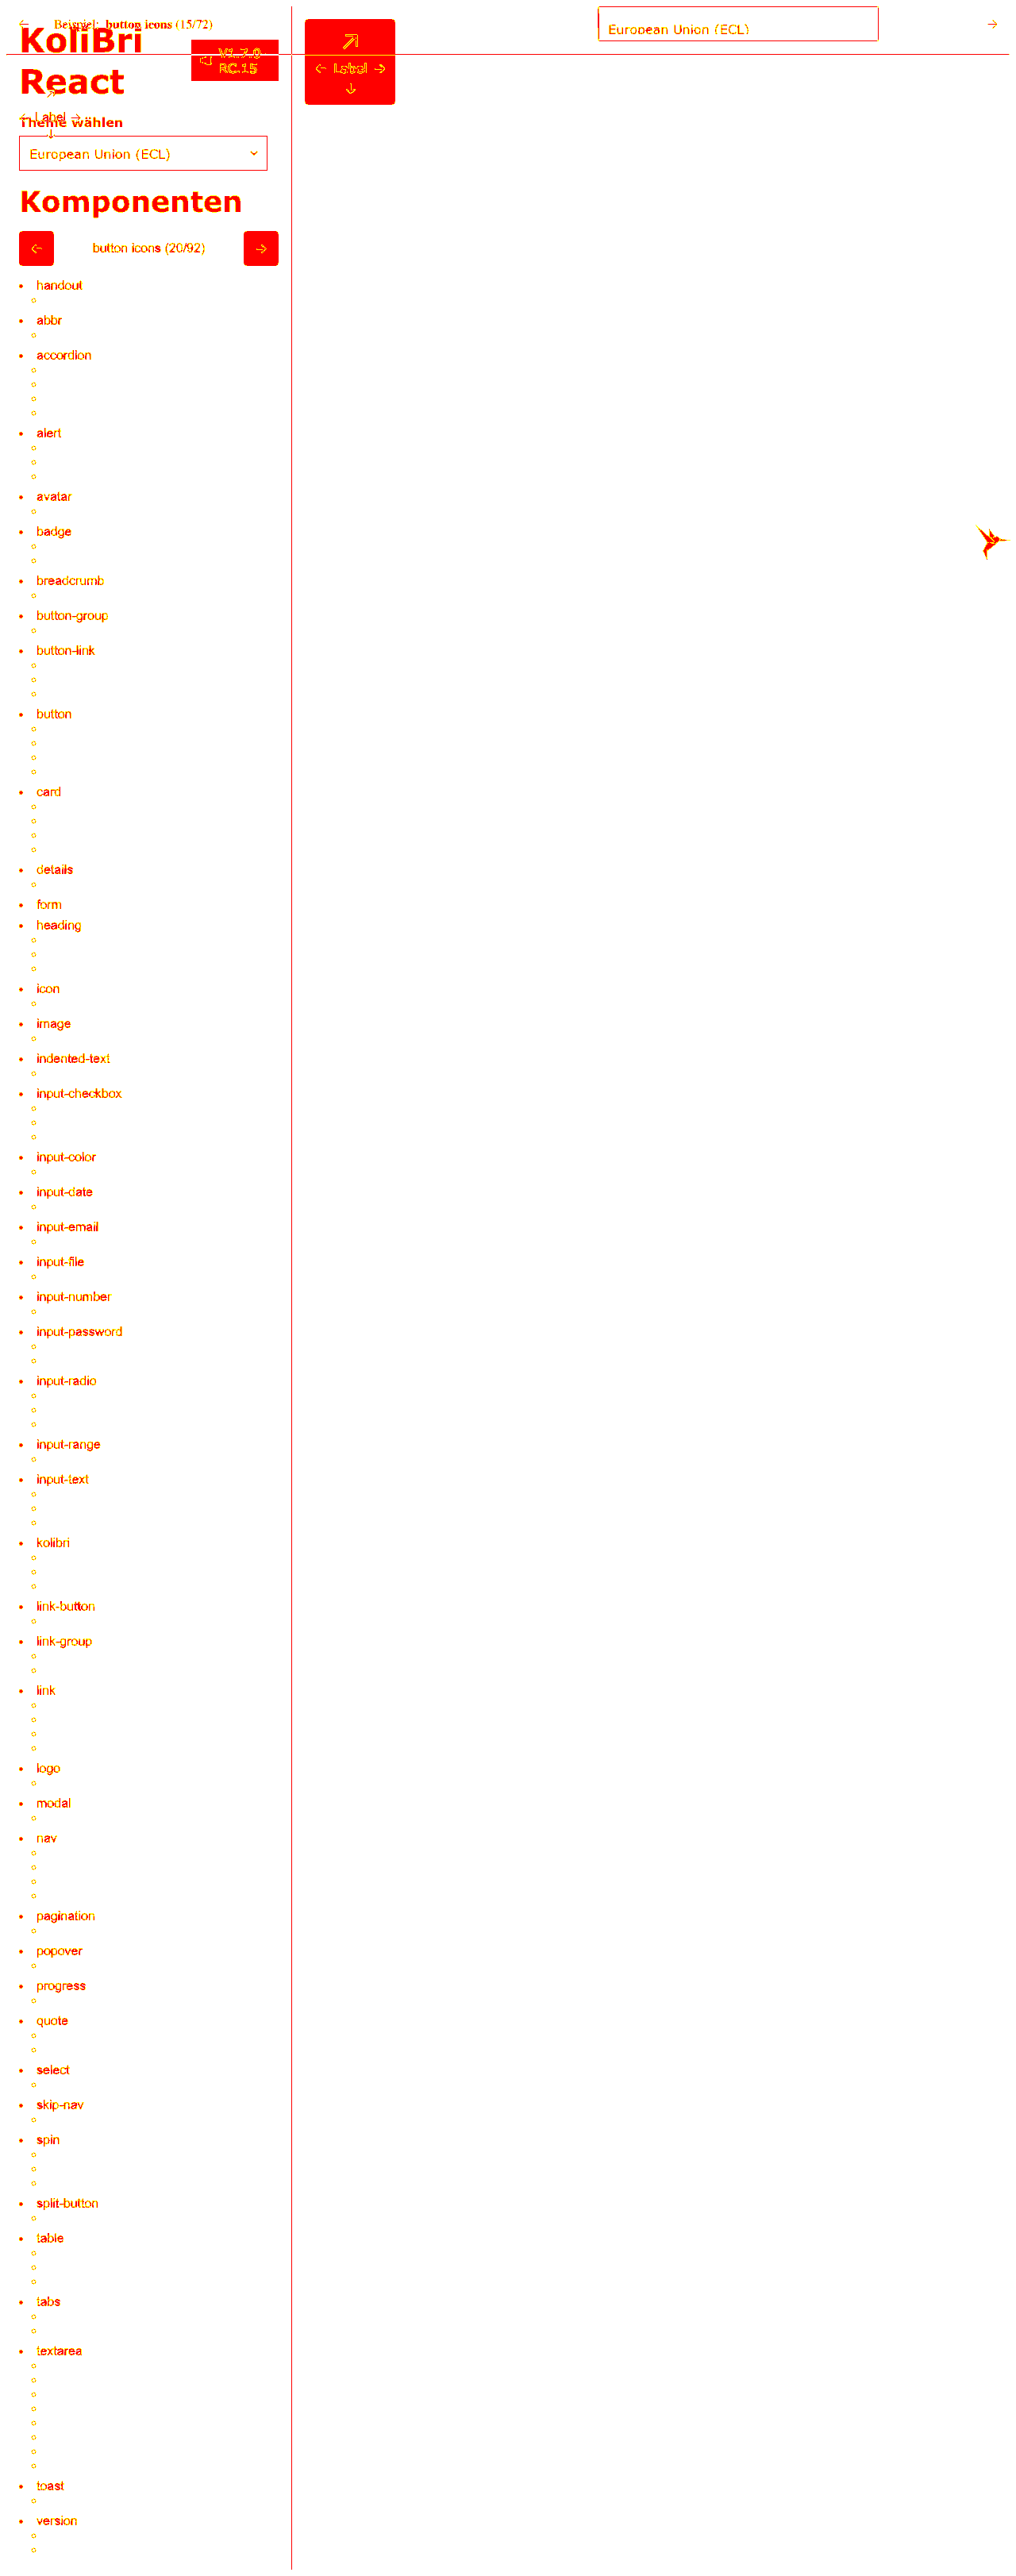 Beispiel: button icons (15/72)
European Union (ECL)
KoliBri
React
V1.7.0-
RC.15
Label
Label
Theme wählen
European Union (ECL)
Komponenten
button icons (20/92)
handout
abbr
accordion
alert
avatar
badge
breadcrumb
button-group
button-link
button
card
details
form
heading
icon
image
indented-text
input-checkbox
input-color
input-date
input-email
input-file
input-number
input-password
input-radio
input-range
input-text
kolibri
link-button
link-group
link
logo
modal
nav
pagination
popover
progress
quote
select
skip-nav
spin
split-button
table
tabs
textarea
toast
version